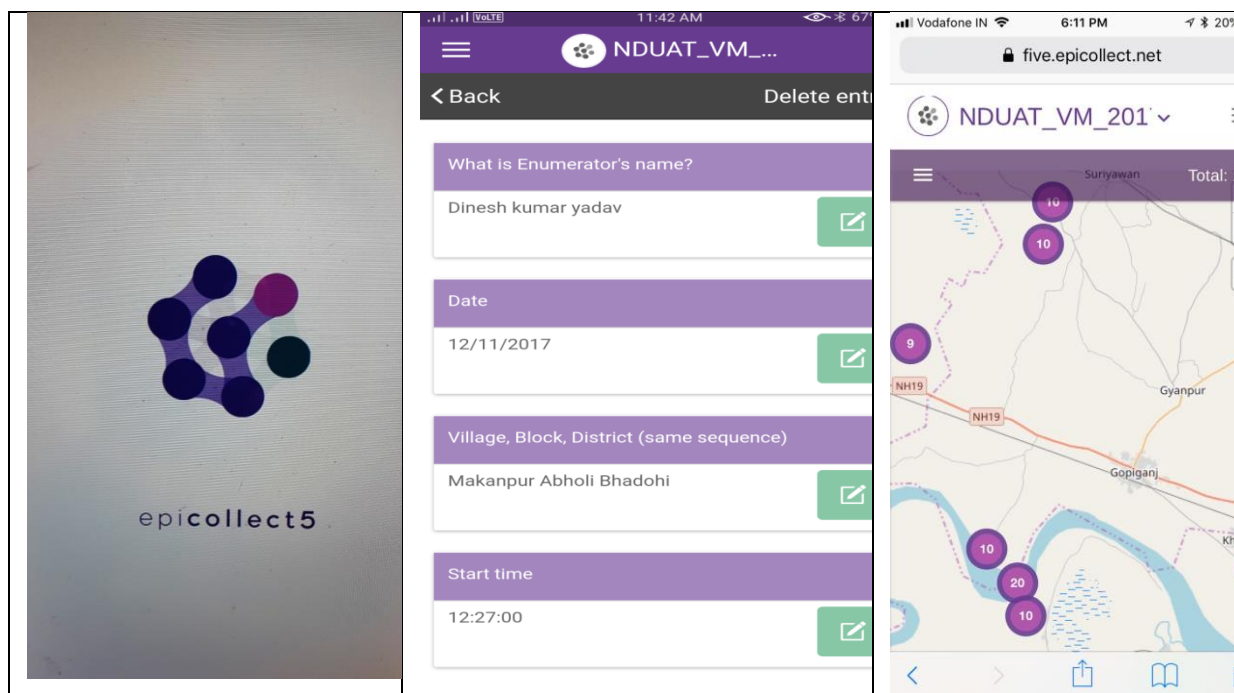 epicollect5
VoLTE 11:42 AM 67
NDUAT_VM_...
Back Delete
What is Enumerator's name?
Dinesh kumar yadav
Date
12/11/2017
Village, Block, District (same sequence)
Makanpur Abholi Bhadohi
Start time
12:27:00
Vodafone IN 6:11 PM 20%
five.epicollect.net
NDUAT_VM_201
Suriyawan Total:
10
10
9
NH19
Gyanpur
NH19
Gopiganj
10
20
10